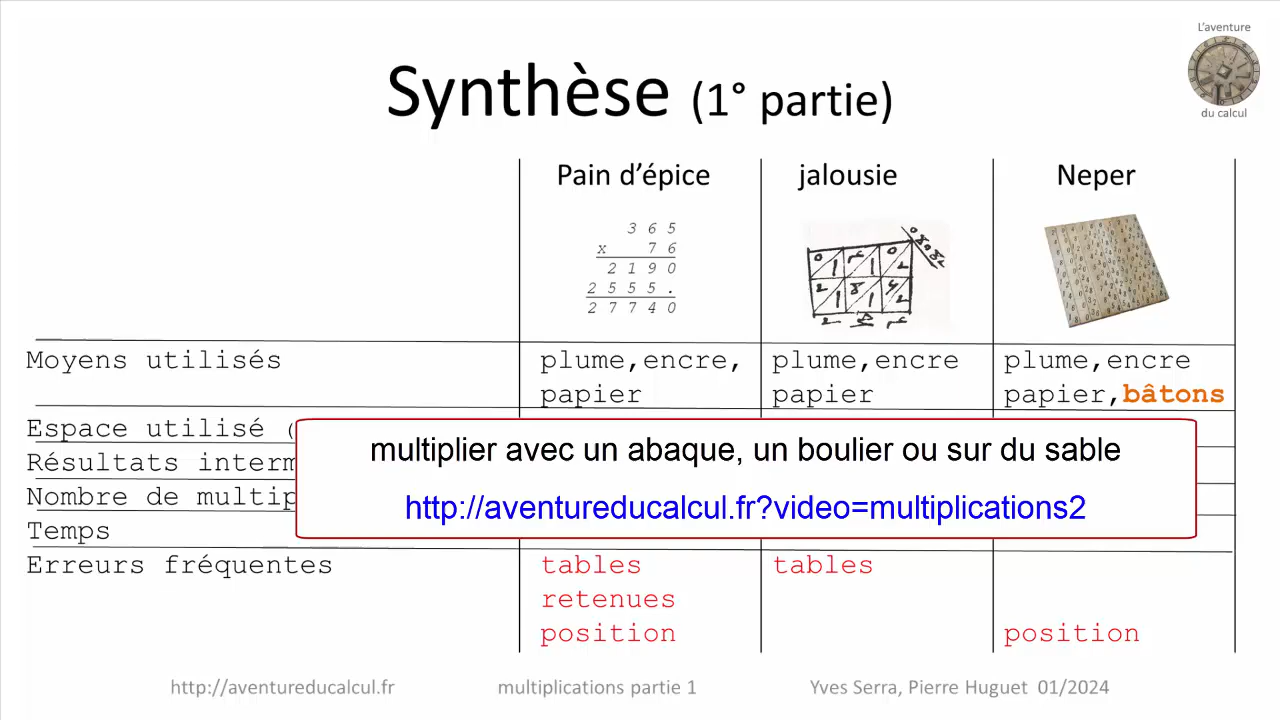 L'aventure
du calcul
Synthèse (1° partie)
Pain d'épice jalousie Neper
3 6 5
x 7 6
2 1 9 0
2 5 5 5 .
2 7 7 4 0
Moyens utilisés plume,encre, plume,encre plume,encre
papier papier papier,bâtons
Espace utilisé (
Résultats interm
Nombre de multip
Temps
multiplier avec un abaque, un boulier ou sur du sable
http://aventureducalcul.fr?video=multiplications2
Erreurs fréquentes tables tables
retenues
position position
http://aventureducalcul.fr multiplications partie 1 Yves Serra, Pierre Huguet 01/2024